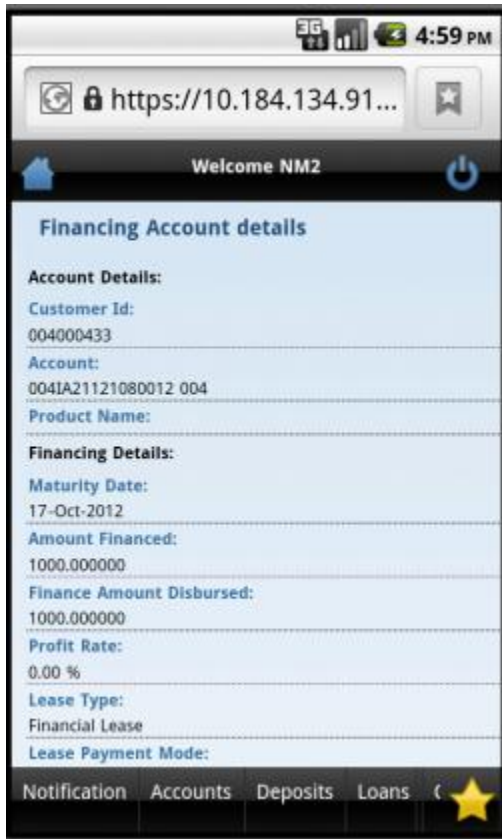 3G
4:59 PM
https://10.184.134.91...
Welcome NM2
Financing Account details
Account Details:
Customer Id:
004000433
Account:
004IA21121080012 004
Product Name:
Financing Details:
Maturity Date:
17-Oct-2012
Amount Financed:
1000.000000
Finance Amount Disbursed:
1000.000000
Profit Rate:
0.00 %
Lease Type:
Financial Lease
Lease Payment Mode:
Notification Accounts Deposits Loans